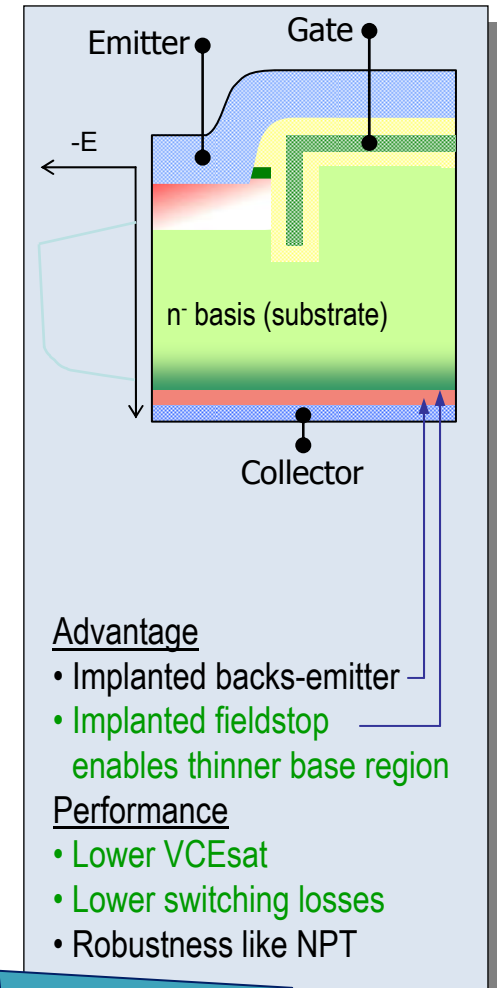 Emitter
Gate
-E
n⁻ basis (substrate)
Collector
Advantage
• Implanted backs-emitter
• Implanted fieldstop
enables thinner base region
Performance
• Lower VCEsat
• Lower switching losses
• Robustness like NPT